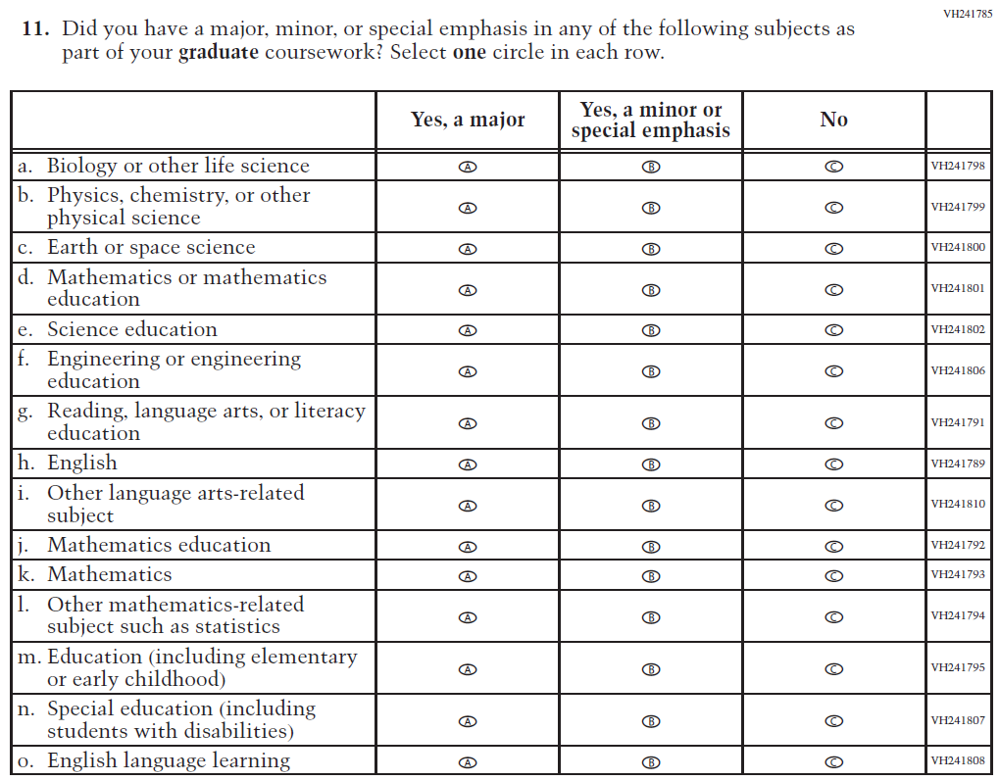 VH241785
11. Did you have a major, minor, or special emphasis in any of the following subjects as
part of your graduate coursework? Select one circle in each row.
Yes, a major
Yes, a minor or
special emphasis
No
a. Biology or other life science A B C VH241798
b. Physics, chemistry, or other
physical science A B C VH241799
c. Earth or space science A B C VH241800
d. Mathematics or mathematics
education A B C VH241801
e. Science education A B C VH241802
f. Engineering or engineering
education A B C VH241806
g. Reading, language arts, or literacy
education A B C VH241791
h. English A B C VH241789
i. Other language arts-related
subject A B C VH241810
j. Mathematics education A B C VH241792
k. Mathematics A B C VH241793
l. Other mathematics-related
subject such as statistics A B C VH241794
m. Education (including elementary
or early childhood) A B C VH241795
n. Special education (including
students with disabilities) A B C VH241807
o. English language learning A B C VH241808